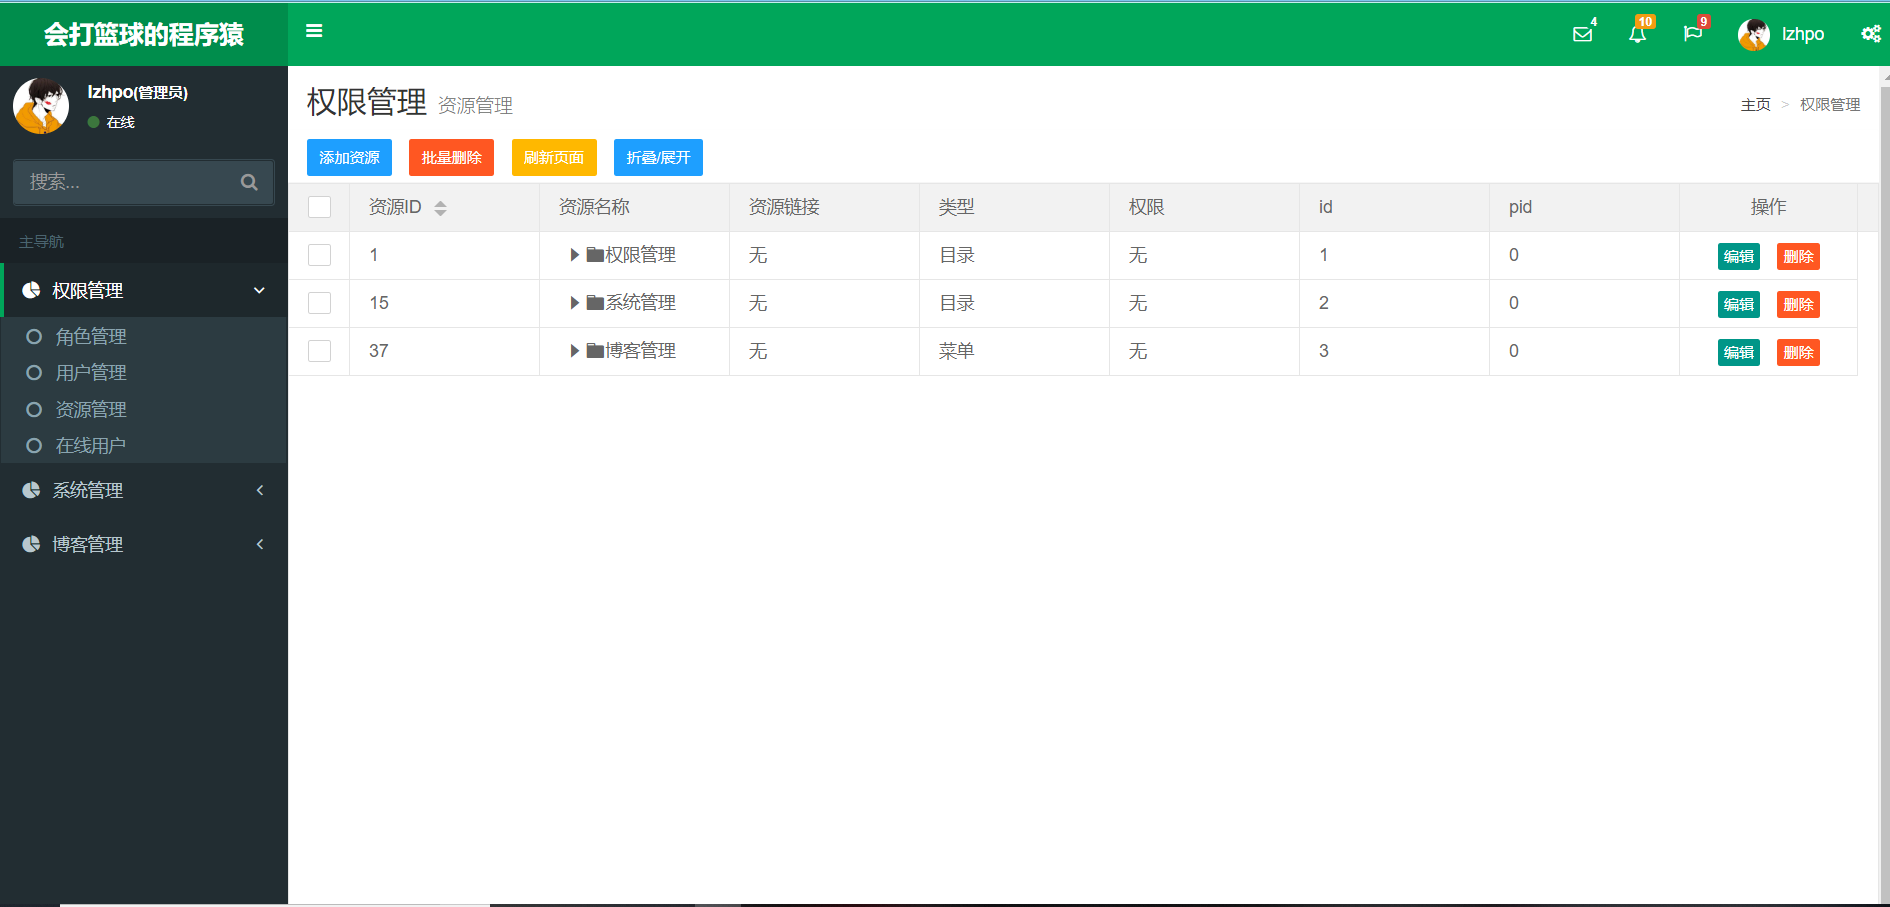 会打篮球的程序猿
4
10
9
lzhpo
lzhpo(管理员)
在线
搜索...
主导航
权限管理
角色管理
用户管理
资源管理
在线用户
系统管理
博客管理
权限管理 资源管理
主页 > 权限管理
添加资源 批量删除 刷新页面 折叠/展开
资源ID 资源名称 资源链接 类型 权限 id pid 操作
1 权限管理 无 目录 无 1 0 编辑 删除
15 系统管理 无 目录 无 2 0 编辑 删除
37 博客管理 无 菜单 无 3 0 编辑 删除